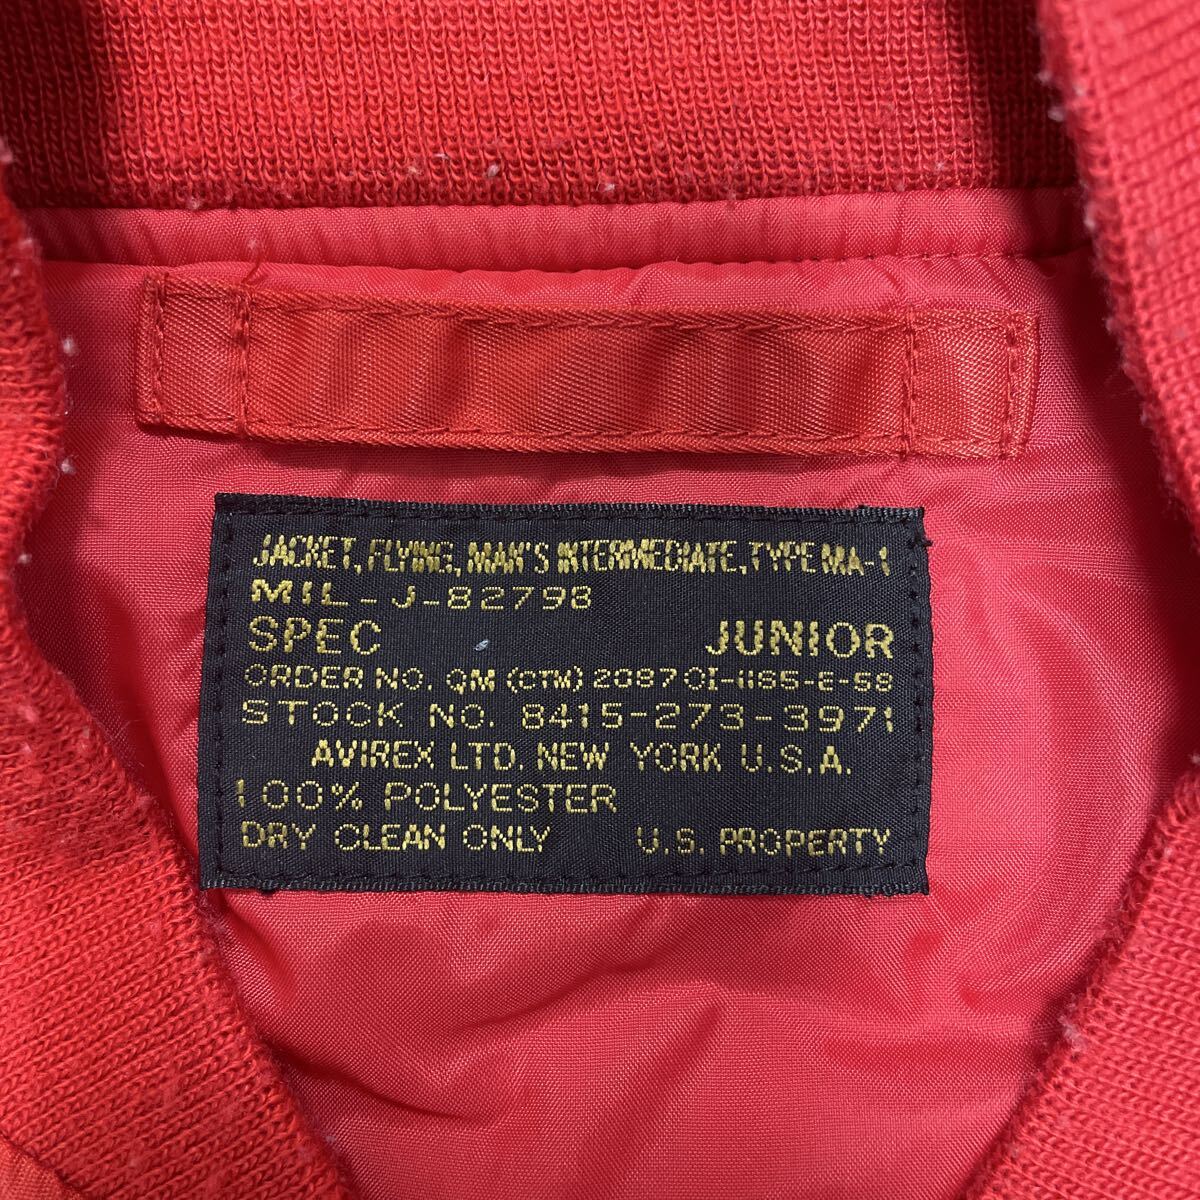 JACKET, FLYING, MAN'S INTERMEDIATE, TYPE MA-1
MIL-J-82798
SPEC JUNIOR
ORDER NO. QM (CTM) 20870I-1185-E-58
STOCK NO. 8415-273-3971
AVIREX LTD. NEW YORK U.S.A.
100% POLYESTER
DRY CLEAN ONLY U.S. PROPERTY